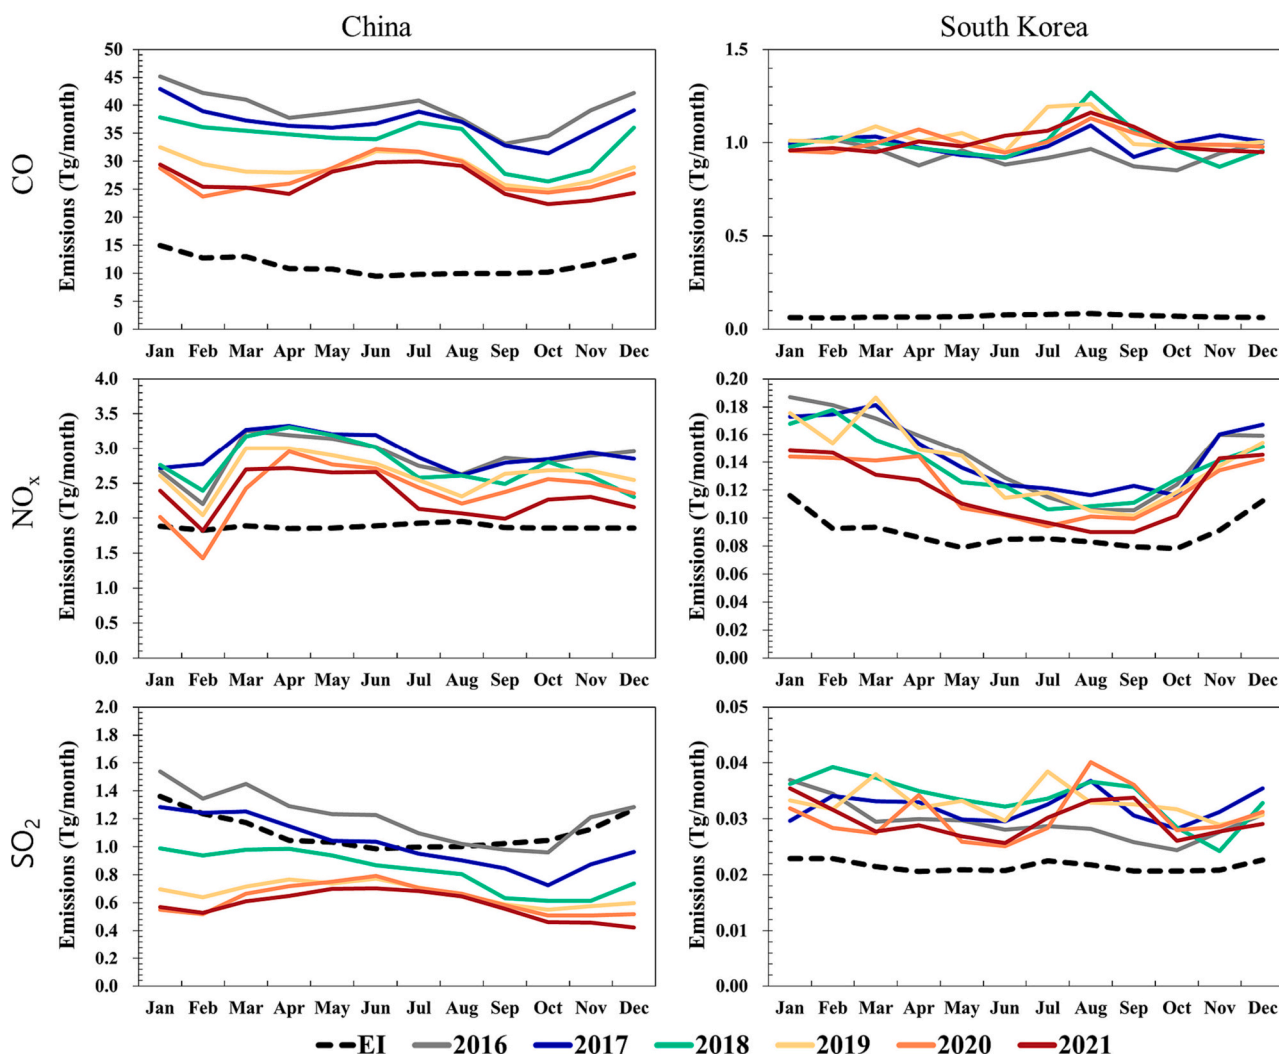 China
South Korea
CO
Emissions (Tg/month)
50
45
40
35
30
25
20
15
10
5
0
Jan Feb Mar Apr May Jun Jul Aug Sep Oct Nov Dec
Emissions (Tg/month)
1.5
1.0
0.5
0.0
Jan Feb Mar Apr May Jun Jul Aug Sep Oct Nov Dec
NOx
Emissions (Tg/month)
4.0
3.5
3.0
2.5
2.0
1.5
1.0
0.5
0.0
Jan Feb Mar Apr May Jun Jul Aug Sep Oct Nov Dec
Emissions (Tg/month)
0.20
0.18
0.16
0.14
0.12
0.10
0.08
0.06
0.04
0.02
0.00
Jan Feb Mar Apr May Jun Jul Aug Sep Oct Nov Dec
SO2
Emissions (Tg/month)
2.0
1.8
1.6
1.4
1.2
1.0
0.8
0.6
0.4
0.2
0.0
Jan Feb Mar Apr May Jun Jul Aug Sep Oct Nov Dec
Emissions (Tg/month)
0.05
0.04
0.03
0.02
0.01
0.00
Jan Feb Mar Apr May Jun Jul Aug Sep Oct Nov Dec
EI 2016 2017 2018 2019 2020 2021